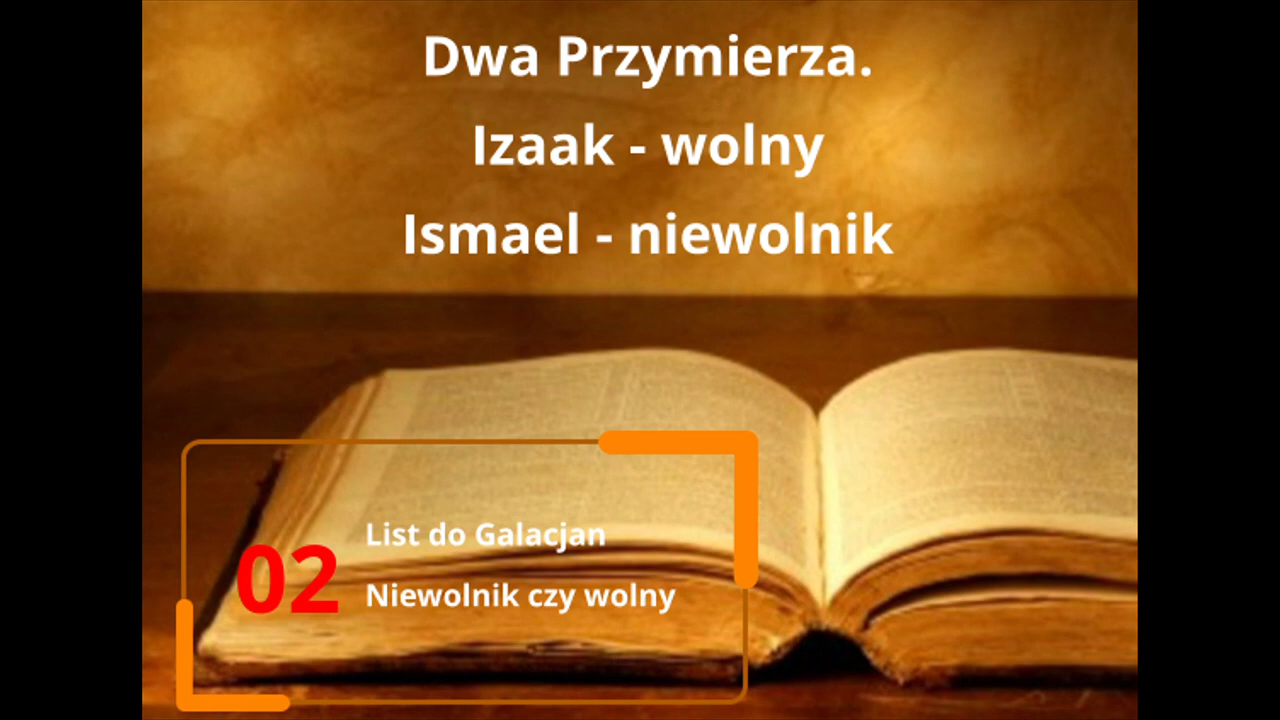 Dwa Przymierza.
Izaak - wolny
Ismael - niewolnik
List do Galacjan
02
Niewolnik czy wolny